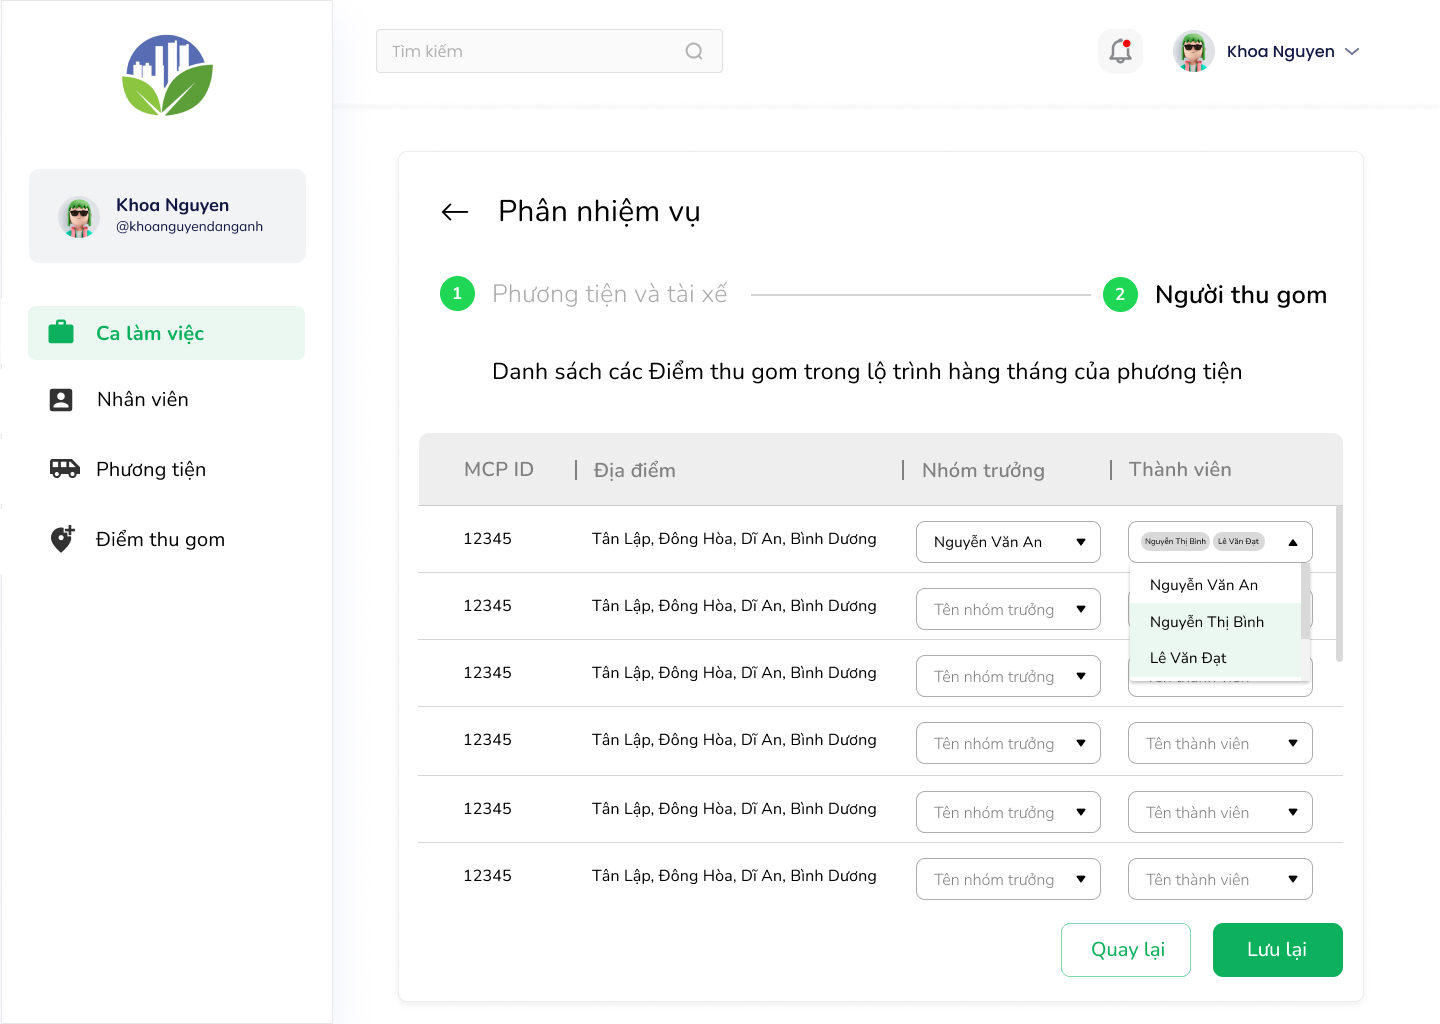 Tìm kiếm
Khoa Nguyen
Khoa Nguyen
@khoanguyendanganh
Ca làm việc
Nhân viên
Phương tiện
Điểm thu gom
Phân nhiệm vụ
1 Phương tiện và tài xế
2 Người thu gom
Danh sách các Điểm thu gom trong lộ trình hàng tháng của phương tiện
MCP ID | Địa điểm | Nhóm trưởng | Thành viên
12345 Tân Lập, Đông Hòa, Dĩ An, Bình Dương Nguyễn Văn An Nguyễn Thị Bình Lê Văn Đạt
Nguyễn Văn An
Nguyễn Thị Bình
Lê Văn Đạt
12345 Tân Lập, Đông Hòa, Dĩ An, Bình Dương Tên nhóm trưởng
12345 Tân Lập, Đông Hòa, Dĩ An, Bình Dương Tên nhóm trưởng
12345 Tân Lập, Đông Hòa, Dĩ An, Bình Dương Tên nhóm trưởng Tên thành viên
12345 Tân Lập, Đông Hòa, Dĩ An, Bình Dương Tên nhóm trưởng Tên thành viên
12345 Tân Lập, Đông Hòa, Dĩ An, Bình Dương Tên nhóm trưởng Tên thành viên
Quay lại
Lưu lại